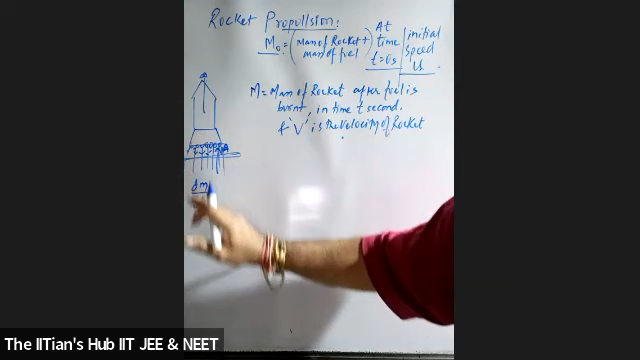 Rocket Propullsion:
M₀ = (Mass of Rocket + mass of fuel) At time t=0s / initial speed u.
M = Mass of Rocket after fuel is
burnt, in time t second.
& 'V' is the velocity of Rocket
dm
The IITian's Hub IIT JEE & NEET